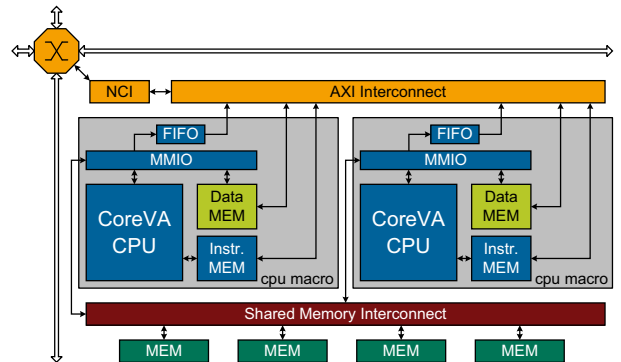 NCI
AXI Interconnect
FIFO
MMIO
CoreVA
CPU
Data
MEM
Instr.
MEM
cpu macro
FIFO
MMIO
CoreVA
CPU
Data
MEM
Instr.
MEM
cpu macro
Shared Memory Interconnect
MEM
MEM
MEM
MEM